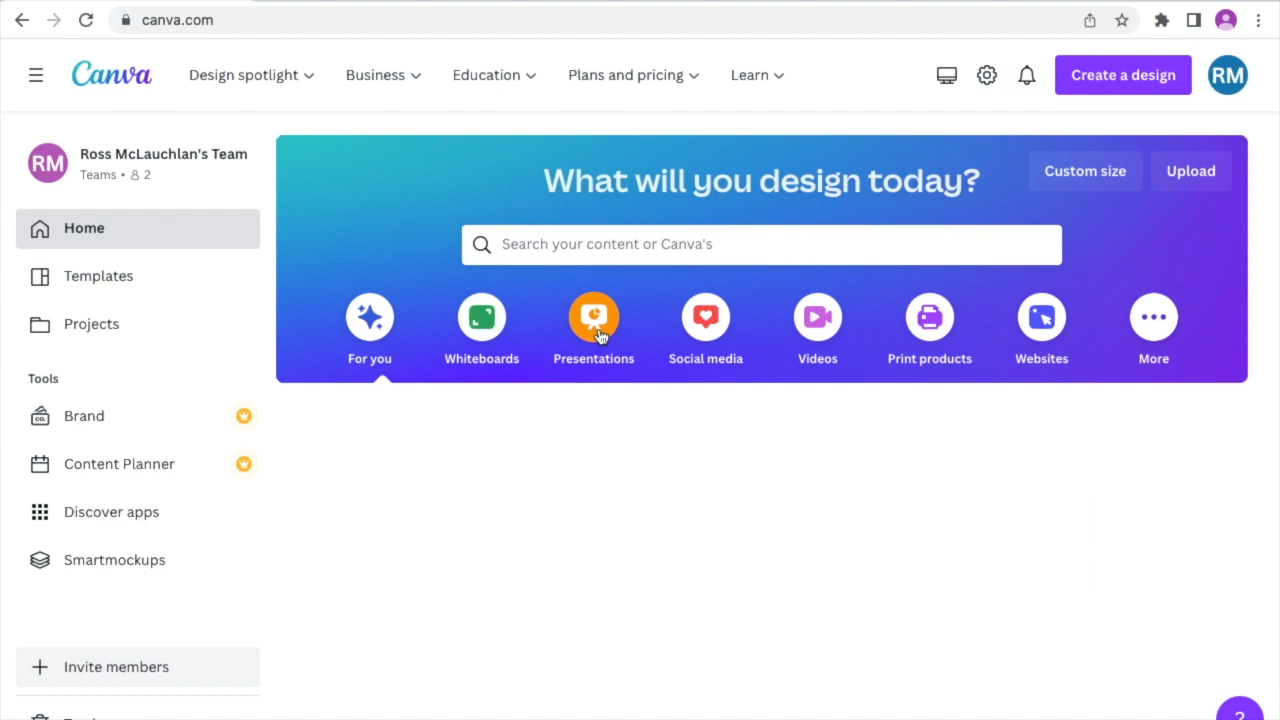 canva.com
Canva
Design spotlight
Business
Education
Plans and pricing
Learn
Create a design
RM
RM
Ross McLauchlan's Team
Teams • 2
Home
Templates
Projects
Tools
Brand
CO.
Content Planner
Discover apps
Smartmockups
Invite members
What will you design today?
Custom size
Upload
Search your content or Canva's
For you
Whiteboards
Presentations
Social media
Videos
Print products
Websites
More
?